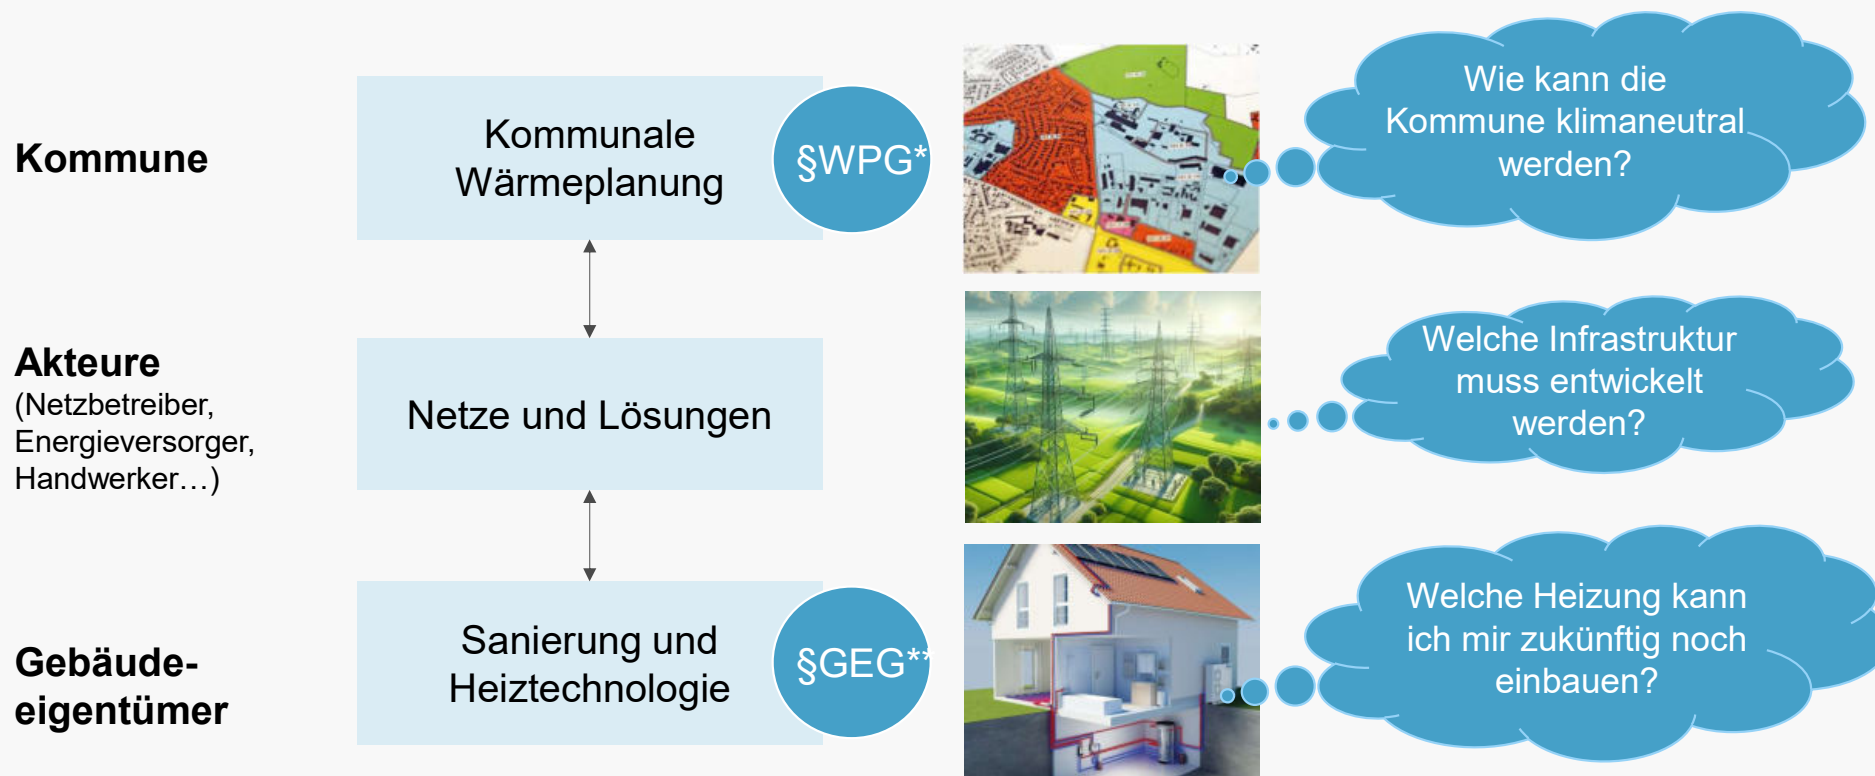 Kommune
Kommunale
Wärmeplanung
§WPG*
Wie kann die
Kommune klimaneutral
werden?
Akteure
(Netzbetreiber,
Energieversorger,
Handwerker…)
Netze und Lösungen
Welche Infrastruktur
muss entwickelt
werden?
Gebäude-
eigentümer
Sanierung und
Heiztechnologie
§GEG**
Welche Heizung kann
ich mir zukünftig noch
einbauen?